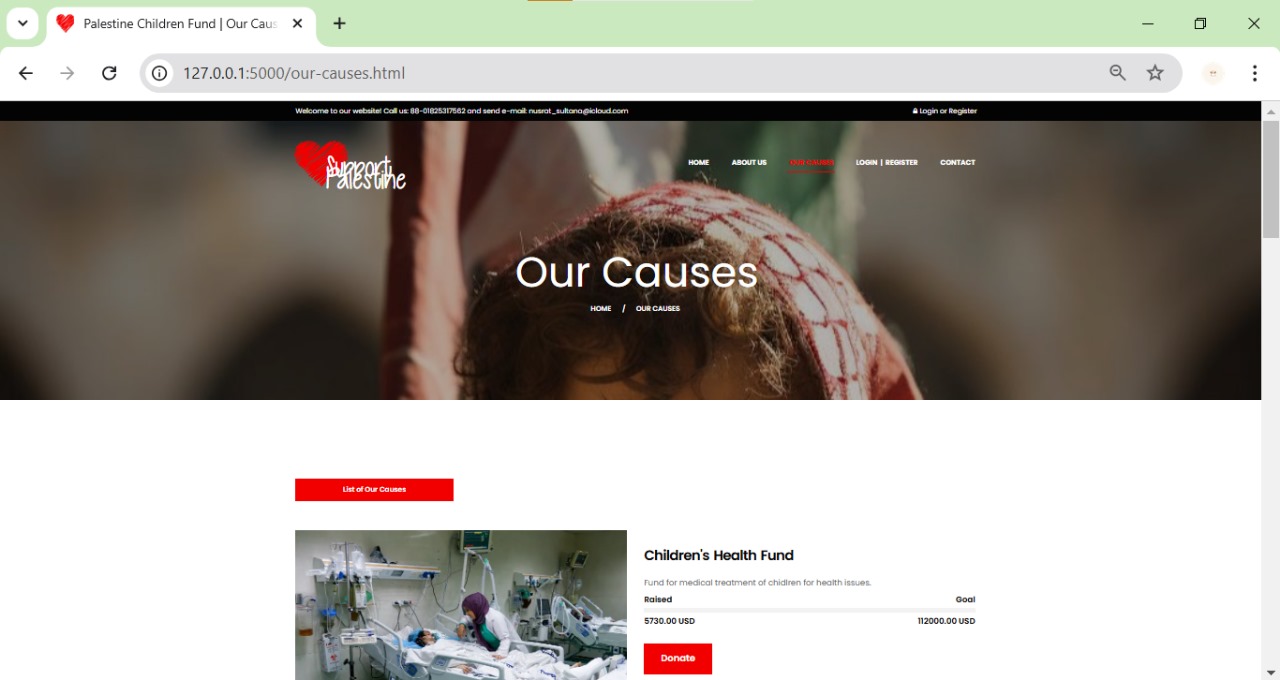 Palestine Children Fund | Our Caus
127.0.0.1:5000/our-causes.html
Welcome to our website! Call us: 88-01825317562 and send e-mail: nusrat_sultana@icloud.com
Login or Register
Support
Palestine
HOME
ABOUT US
OUR CAUSES
LOGIN | REGISTER
CONTACT
Our Causes
HOME / OUR CAUSES
List of Our Causes
Children's Health Fund
Fund for medical treatment of children for health issues.
Raised Goal
5730.00 USD 112000.00 USD
Donate